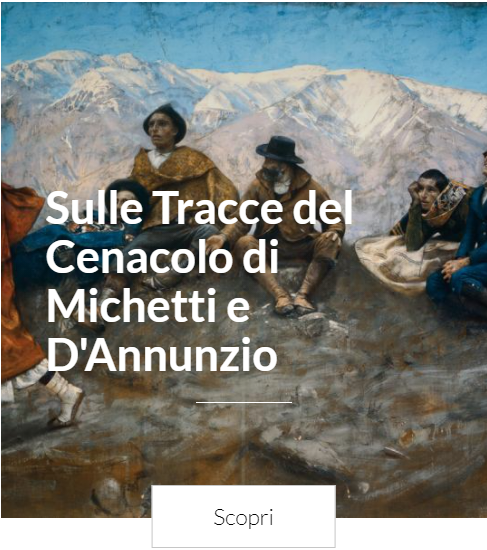 Sulle Tracce del
Cenacolo di
Michetti e
D'Annunzio
Scopri